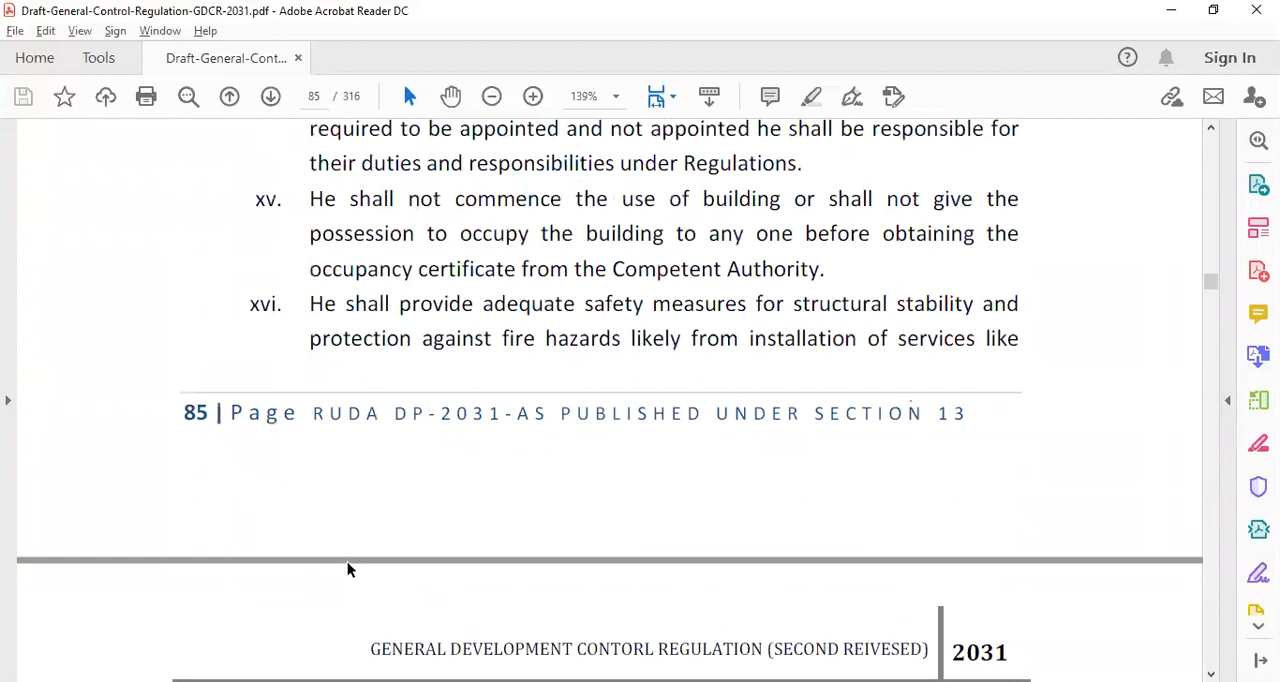 Draft-General-Control-Regulation-GDCR-2031.pdf - Adobe Acrobat Reader DC
File Edit View Sign Window Help
Home Tools Draft-General-Cont... × Sign In
85 / 316 139%
required to be appointed and not appointed he shall be responsible for
their duties and responsibilities under Regulations.
xv. He shall not commence the use of building or shall not give the
possession to occupy the building to any one before obtaining the
occupancy certificate from the Competent Authority.
xvi. He shall provide adequate safety measures for structural stability and
protection against fire hazards likely from installation of services like
85 | Page RUDA DP-2031-AS PUBLISHED UNDER SECTION 13
GENERAL DEVELOPMENT CONTORL REGULATION (SECOND REIVESED) 2031